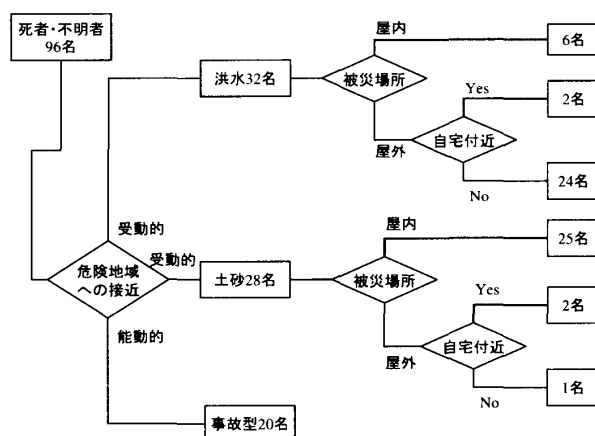 死者・不明者
96名
屋内
6名
洪水32名
被災場所
Yes
2名
屋外
自宅付近
No
24名
受動的
屋内
25名
受動的
危険地域
への接近
土砂28名
被災場所
Yes
2名
能動的
屋外
自宅付近
No
1名
事故型20名